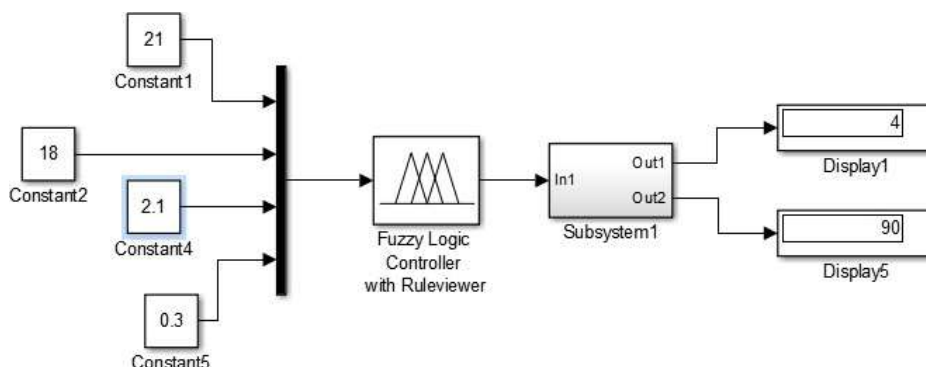 21
Constant1
18
Constant2
2.1
Constant4
0.3
Constant5
Fuzzy Logic
Controller
with Ruleviewer
In1
Out1
Out2
Subsystem1
4
Display1
90
Display5